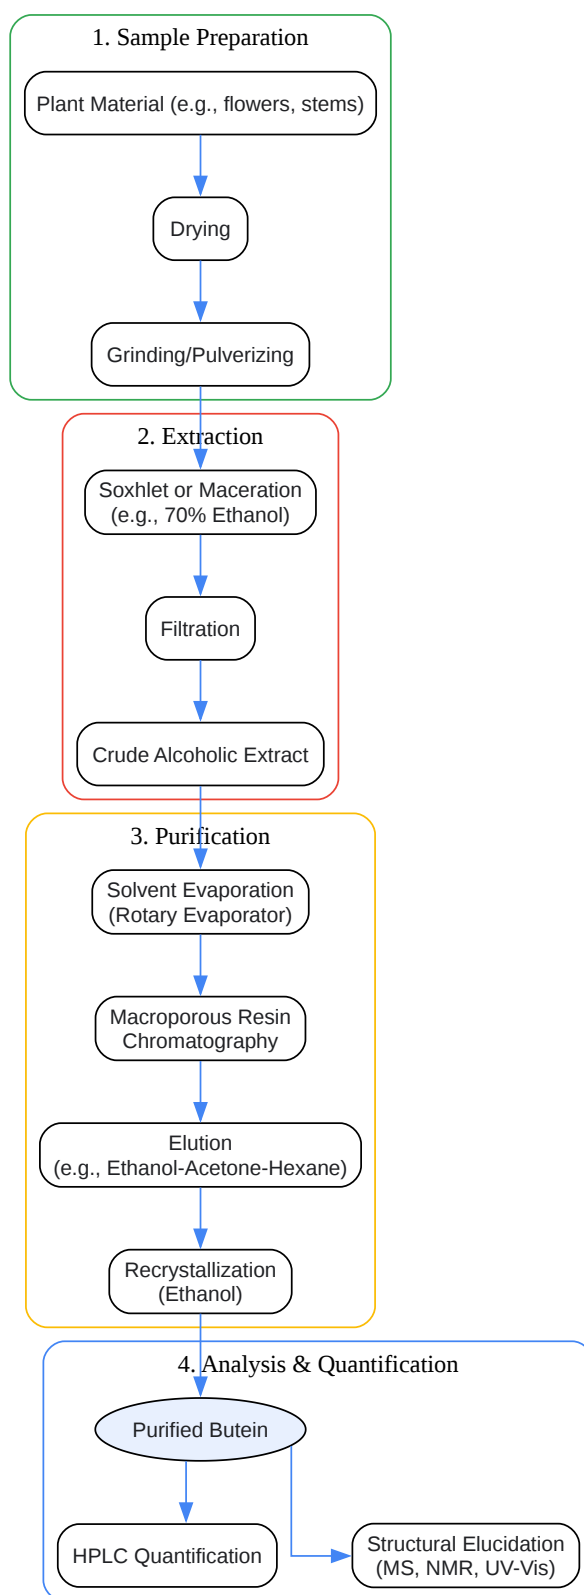 1. Sample Preparation
Plant Material (e.g., flowers, stems)
Drying
Grinding/Pulverizing
2. Extraction
Soxhlet or Maceration
(e.g., 70% Ethanol)
Filtration
Crude Alcoholic Extract
3. Purification
Solvent Evaporation
(Rotary Evaporator)
Macroporous Resin
Chromatography
Elution
(e.g., Ethanol-Acetone-Hexane)
Recrystallization
(Ethanol)
4. Analysis & Quantification
Purified Butein
HPLC Quantification
Structural Elucidation
(MS, NMR, UV-Vis)